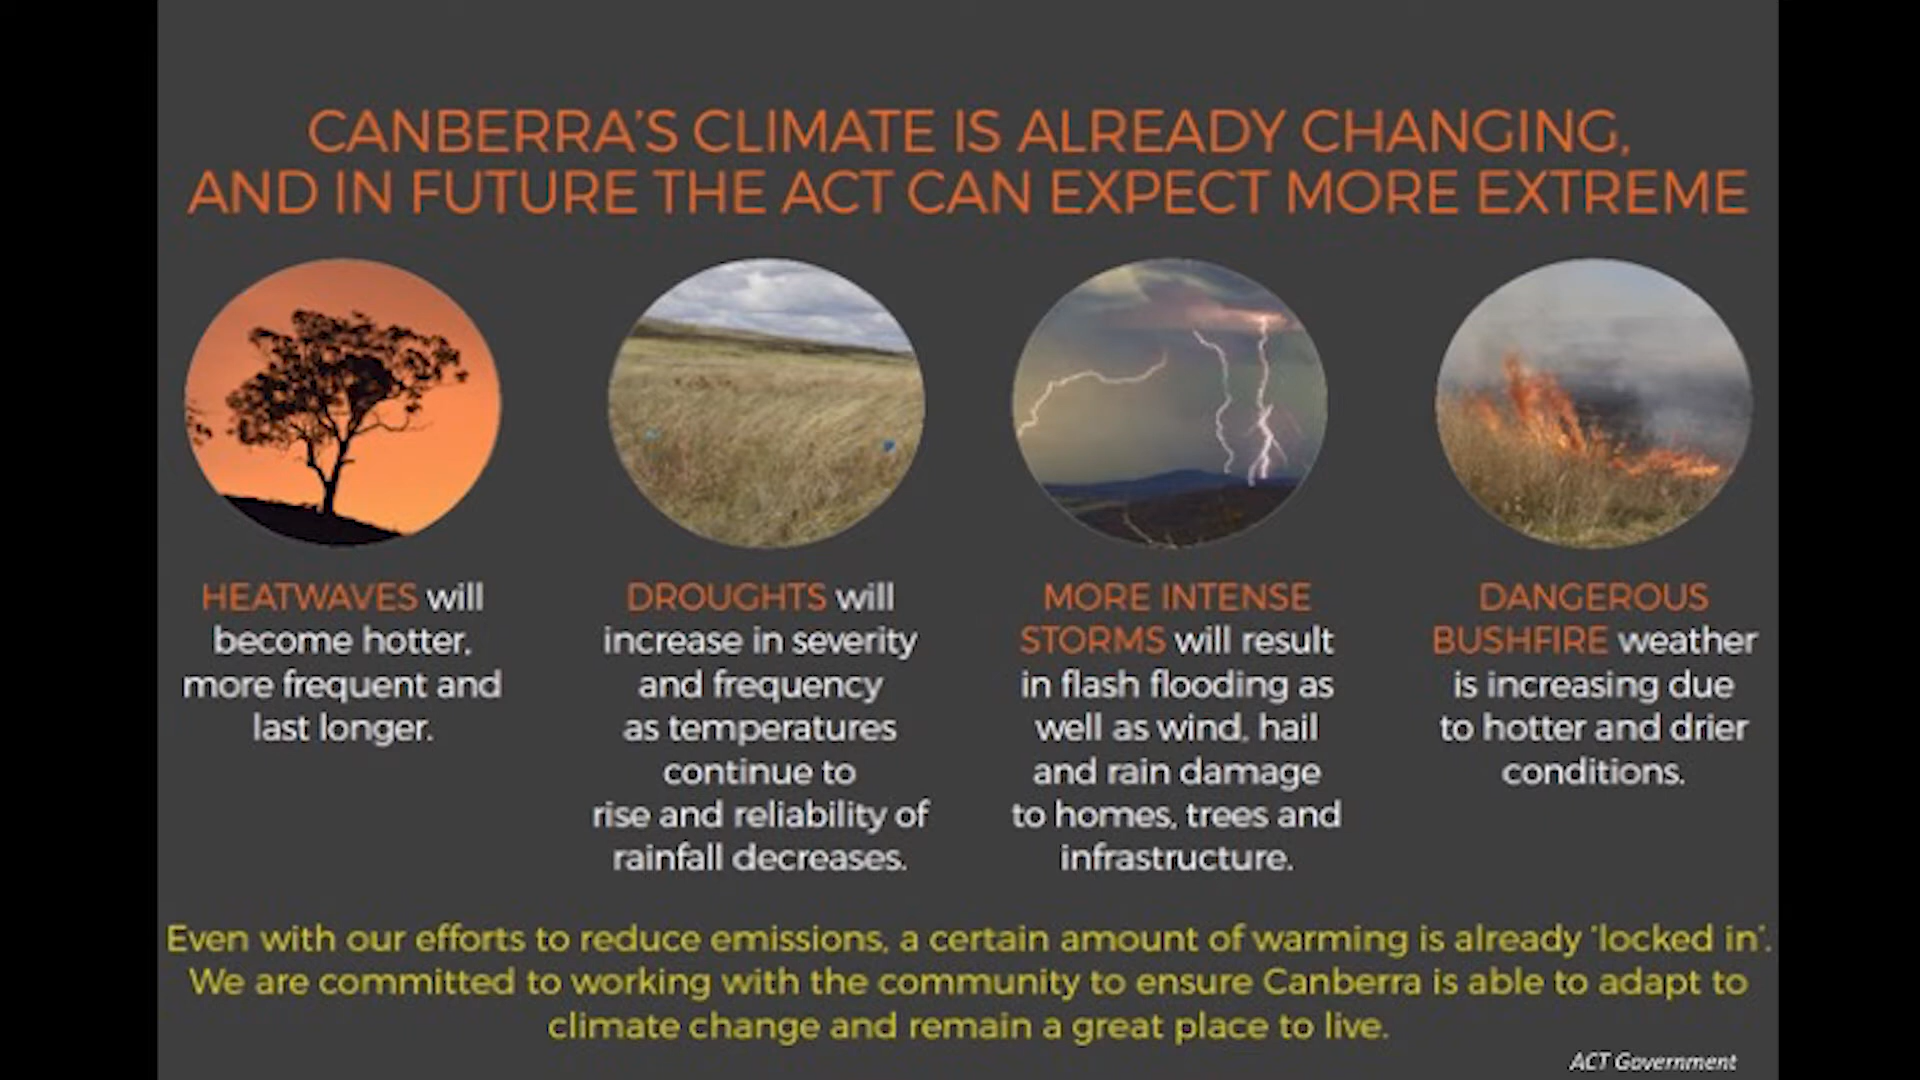 CANBERRA'S CLIMATE IS ALREADY CHANGING,
AND IN FUTURE THE ACT CAN EXPECT MORE EXTREME
HEATWAVES will
become hotter,
more frequent and
last longer.
DROUGHTS will
increase in severity
and frequency
as temperatures
continue to
rise and reliability of
rainfall decreases.
MORE INTENSE
STORMS will result
in flash flooding as
well as wind, hail
and rain damage
to homes, trees and
infrastructure.
DANGEROUS
BUSHFIRE weather
is increasing due
to hotter and drier
conditions.
Even with our efforts to reduce emissions, a certain amount of warming is already 'locked in'.
We are committed to working with the community to ensure Canberra is able to adapt to
climate change and remain a great place to live.
ACT Government